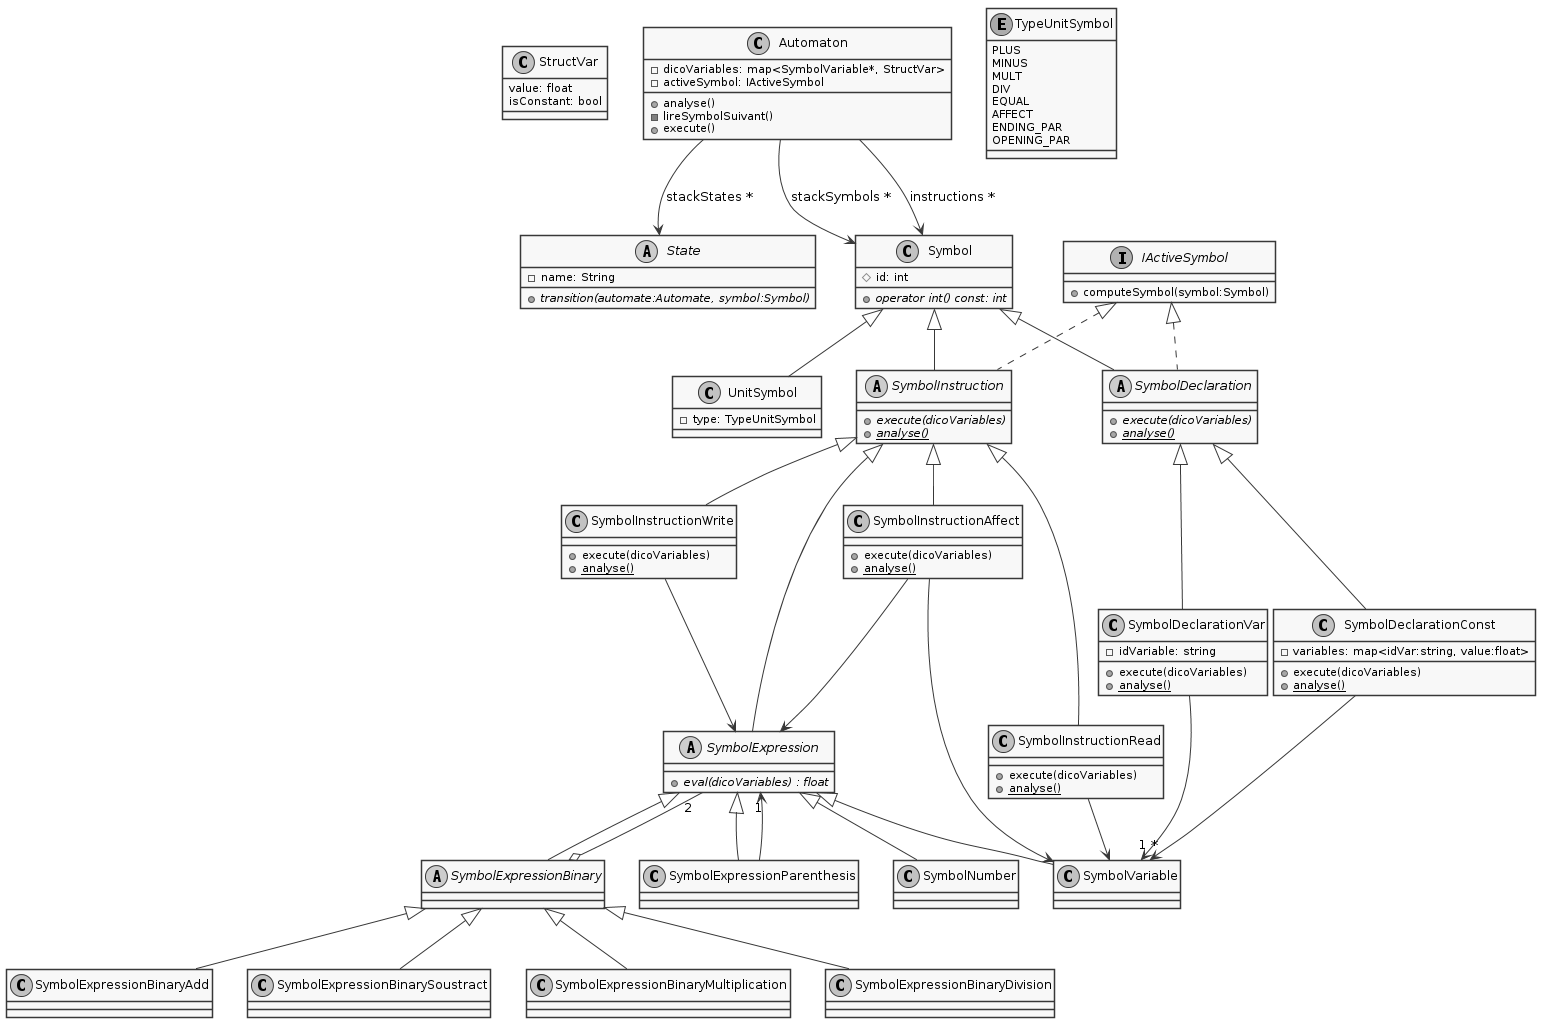 C StructVar
value: float
isConstant: bool
C Automaton
dicoVariables: map<SymbolVariable*, StructVar>
activeSymbol: IActiveSymbol
analyse()
lireSymbolSuivant()
execute()
E TypeUnitSymbol
PLUS
MINUS
MULT
DIV
EQUAL
AFFECT
ENDING_PAR
OPENING_PAR
stackStates *
stackSymbols *
instructions *
A State
name: String
transition(automate:Automate, symbol:Symbol)
C Symbol
id: int
operator int() const: int
I IActiveSymbol
computeSymbol(symbol:Symbol)
C UnitSymbol
type: TypeUnitSymbol
A SymbolInstruction
execute(dicoVariables)
analyse()
A SymbolDeclaration
execute(dicoVariables)
analyse()
C SymbolInstructionWrite
execute(dicoVariables)
analyse()
C SymbolInstructionAffect
execute(dicoVariables)
analyse()
C SymbolDeclarationVar
idVariable: string
execute(dicoVariables)
analyse()
C SymbolDeclarationConst
variables: map<idVar:string, value:float>
execute(dicoVariables)
analyse()
A SymbolExpression
eval(dicoVariables) : float
C SymbolInstructionRead
execute(dicoVariables)
analyse()
2
1
1 *
A SymbolExpressionBinary
C SymbolExpressionParenthesis
C SymbolNumber
C SymbolVariable
C SymbolExpressionBinaryAdd
C SymbolExpressionBinarySoustract
C SymbolExpressionBinaryMultiplication
C SymbolExpressionBinaryDivision